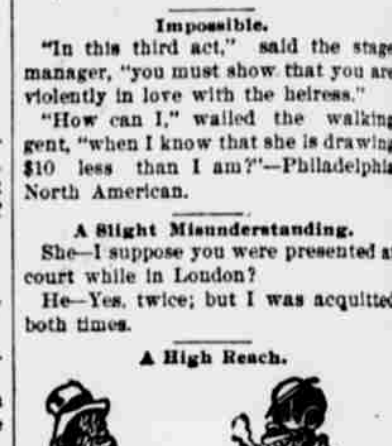 Impossible.
"In this third act," said the stage
manager, "you must show that you are
violently in love with the heiress."
"How can I," wailed the walking
gent, "when I know that she is drawing
$10 less than I am?"—Philadelphia
North American.
A Slight Misunderstanding.
She—I suppose you were presented at
court while in London?
He—Yes, twice; but I was acquitted
both times.
A High Reach.